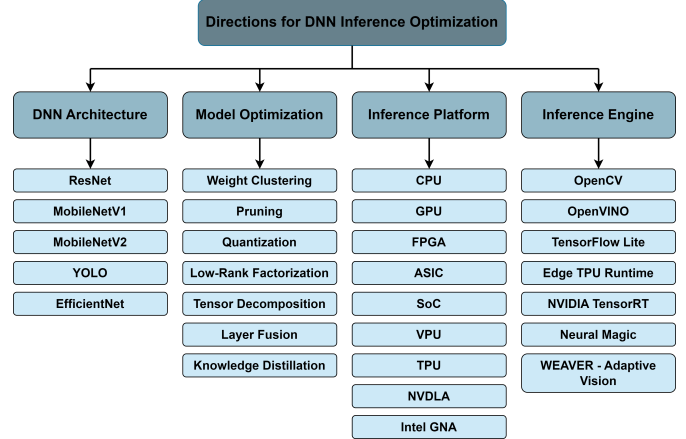 Directions for DNN Inference Optimization
DNN Architecture
ResNet
MobileNetV1
MobileNetV2
YOLO
EfficientNet
Model Optimization
Weight Clustering
Pruning
Quantization
Low-Rank Factorization
Tensor Decomposition
Layer Fusion
Knowledge Distillation
Inference Platform
CPU
GPU
FPGA
ASIC
SoC
VPU
TPU
NVDLA
Intel GNA
Inference Engine
OpenCV
OpenVINO
TensorFlow Lite
Edge TPU Runtime
NVIDIA TensorRT
Neural Magic
WEAVER - Adaptive
Vision